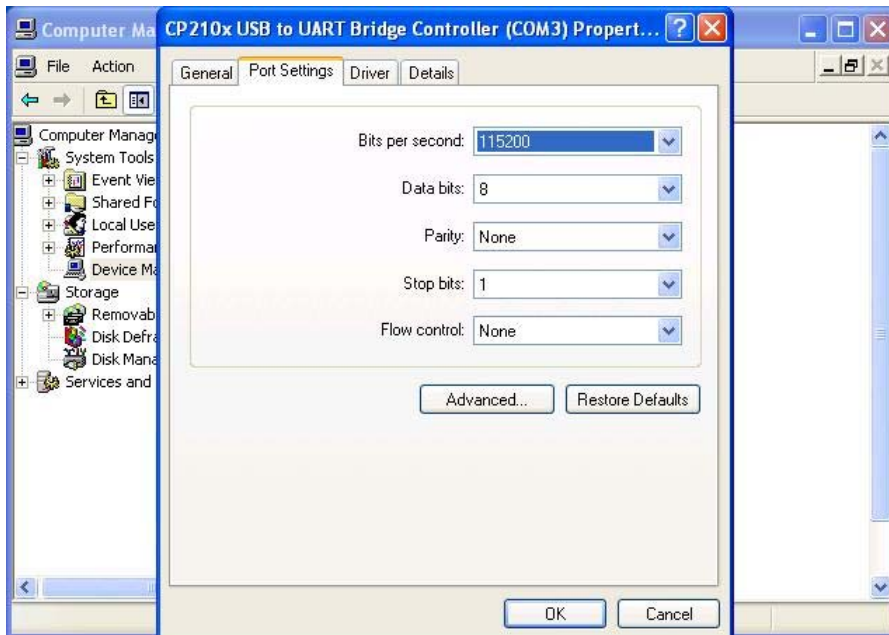 Computer Ma
CP210x USB to UART Bridge Controller (COM3) Propert...
File Action
General Port Settings Driver Details
Computer Manag
System Tools
Event Vie
Shared Fo
Local Use
Performa
Device Ma
Storage
Removab
Disk Defra
Disk Mana
Services and
Bits per second: 115200
Data bits: 8
Parity: None
Stop bits: 1
Flow control: None
Advanced... Restore Defaults
OK Cancel